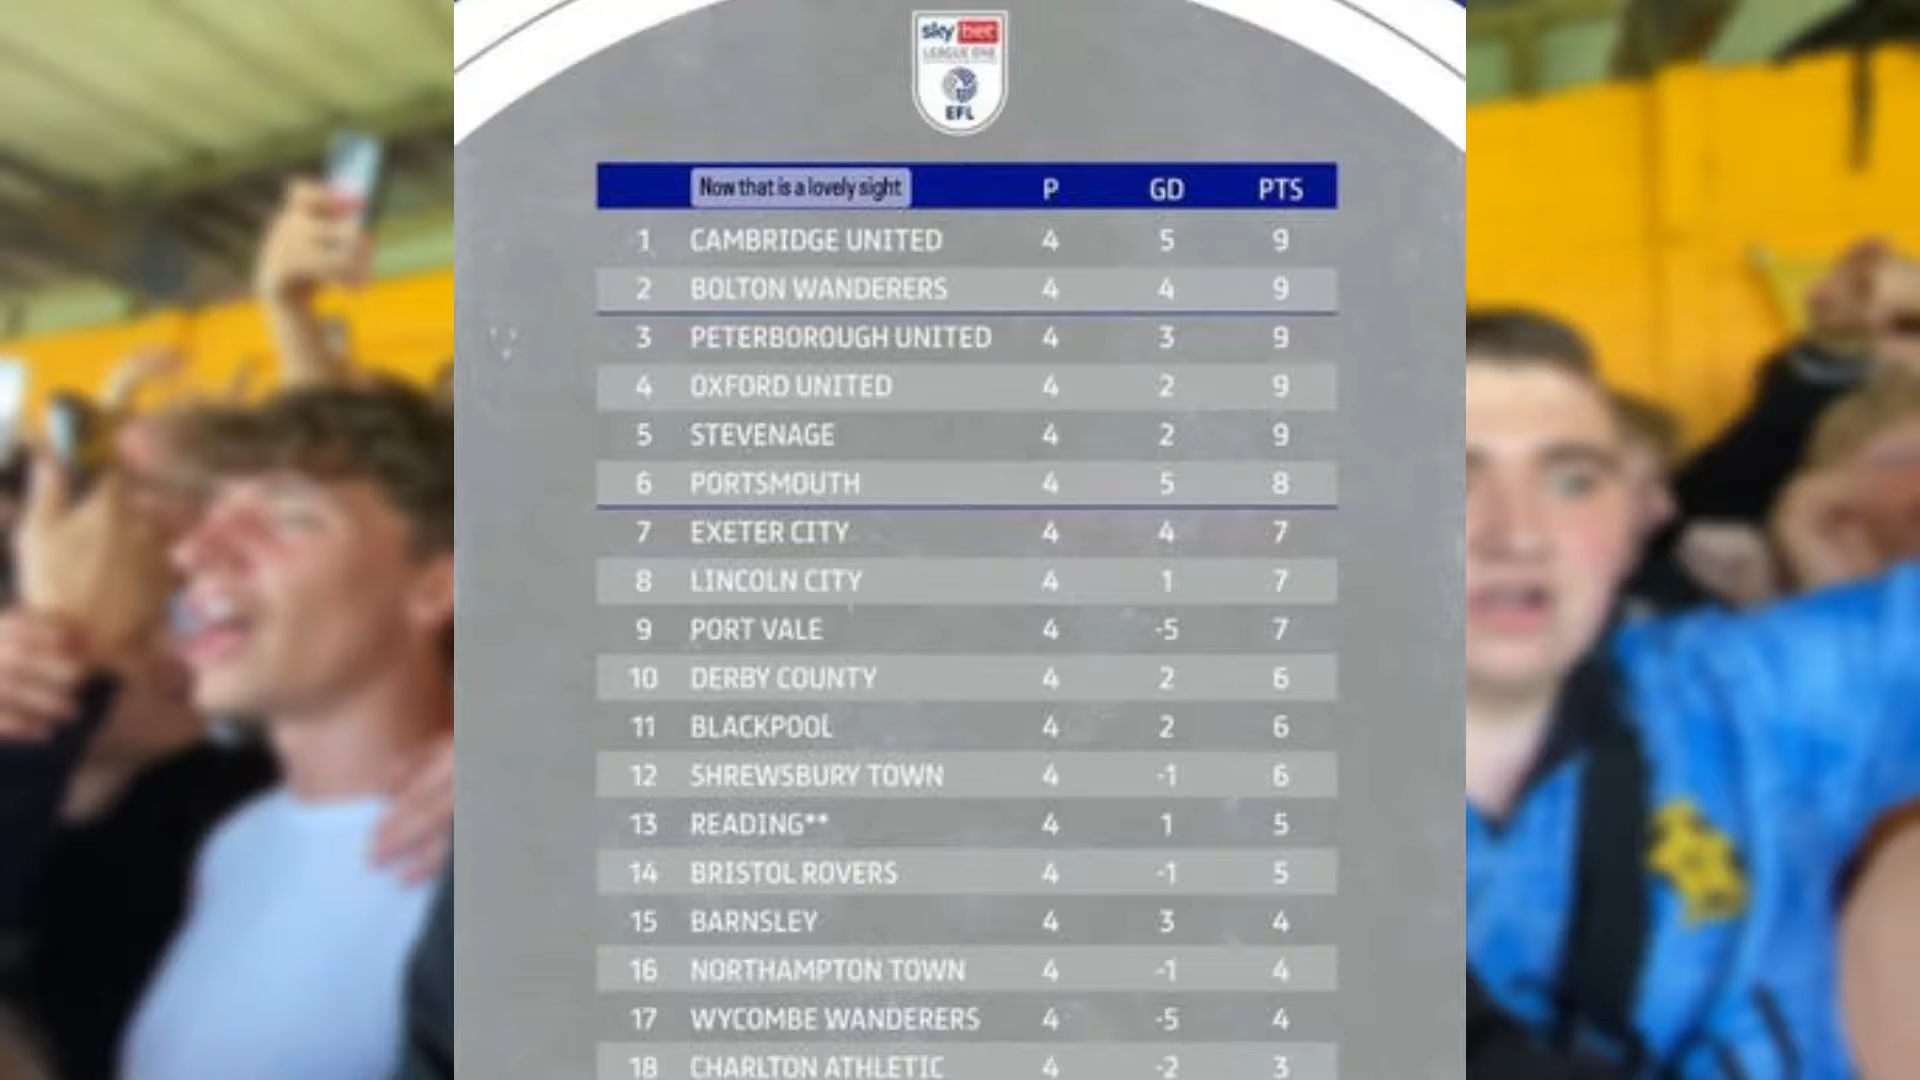 sky bet
LEAGUE ONE
EFL
Now that is a lovely sight P GD PTS
1 CAMBRIDGE UNITED 4 5 9
2 BOLTON WANDERERS 4 4 9
3 PETERBOROUGH UNITED 4 3 9
4 OXFORD UNITED 4 2 9
5 STEVENAGE 4 2 9
6 PORTSMOUTH 4 5 8
7 EXETER CITY 4 4 7
8 LINCOLN CITY 4 1 7
9 PORT VALE 4 -5 7
10 DERBY COUNTY 4 2 6
11 BLACKPOOL 4 2 6
12 SHREWSBURY TOWN 4 -1 6
13 READING** 4 1 5
14 BRISTOL ROVERS 4 -1 5
15 BARNSLEY 4 3 4
16 NORTHAMPTON TOWN 4 -1 4
17 WYCOMBE WANDERERS 4 -5 4
18 CHARLTON ATHLETIC 4 -2 3